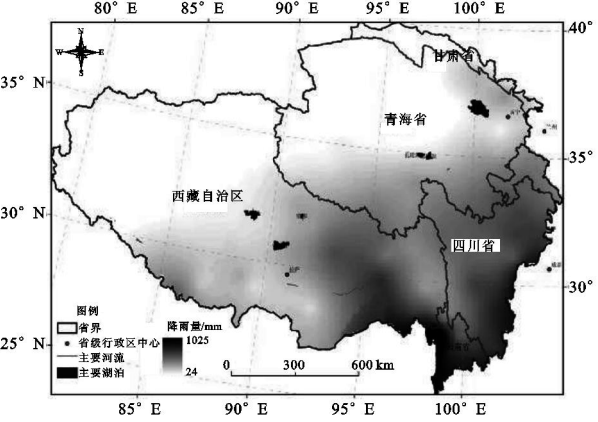 80° E 85° E 90° E 95° E 100° E
40° N
N
W E
S
甘肃省
35° N
青海省
35° N
西藏自治区
30° N
四川省
30° N
图例
省界
省级行政区中心
主要河流
主要湖泊
降雨量/mm
1025
24
0 300 600 km
25° N
85° E 90° E 95° E 100° E